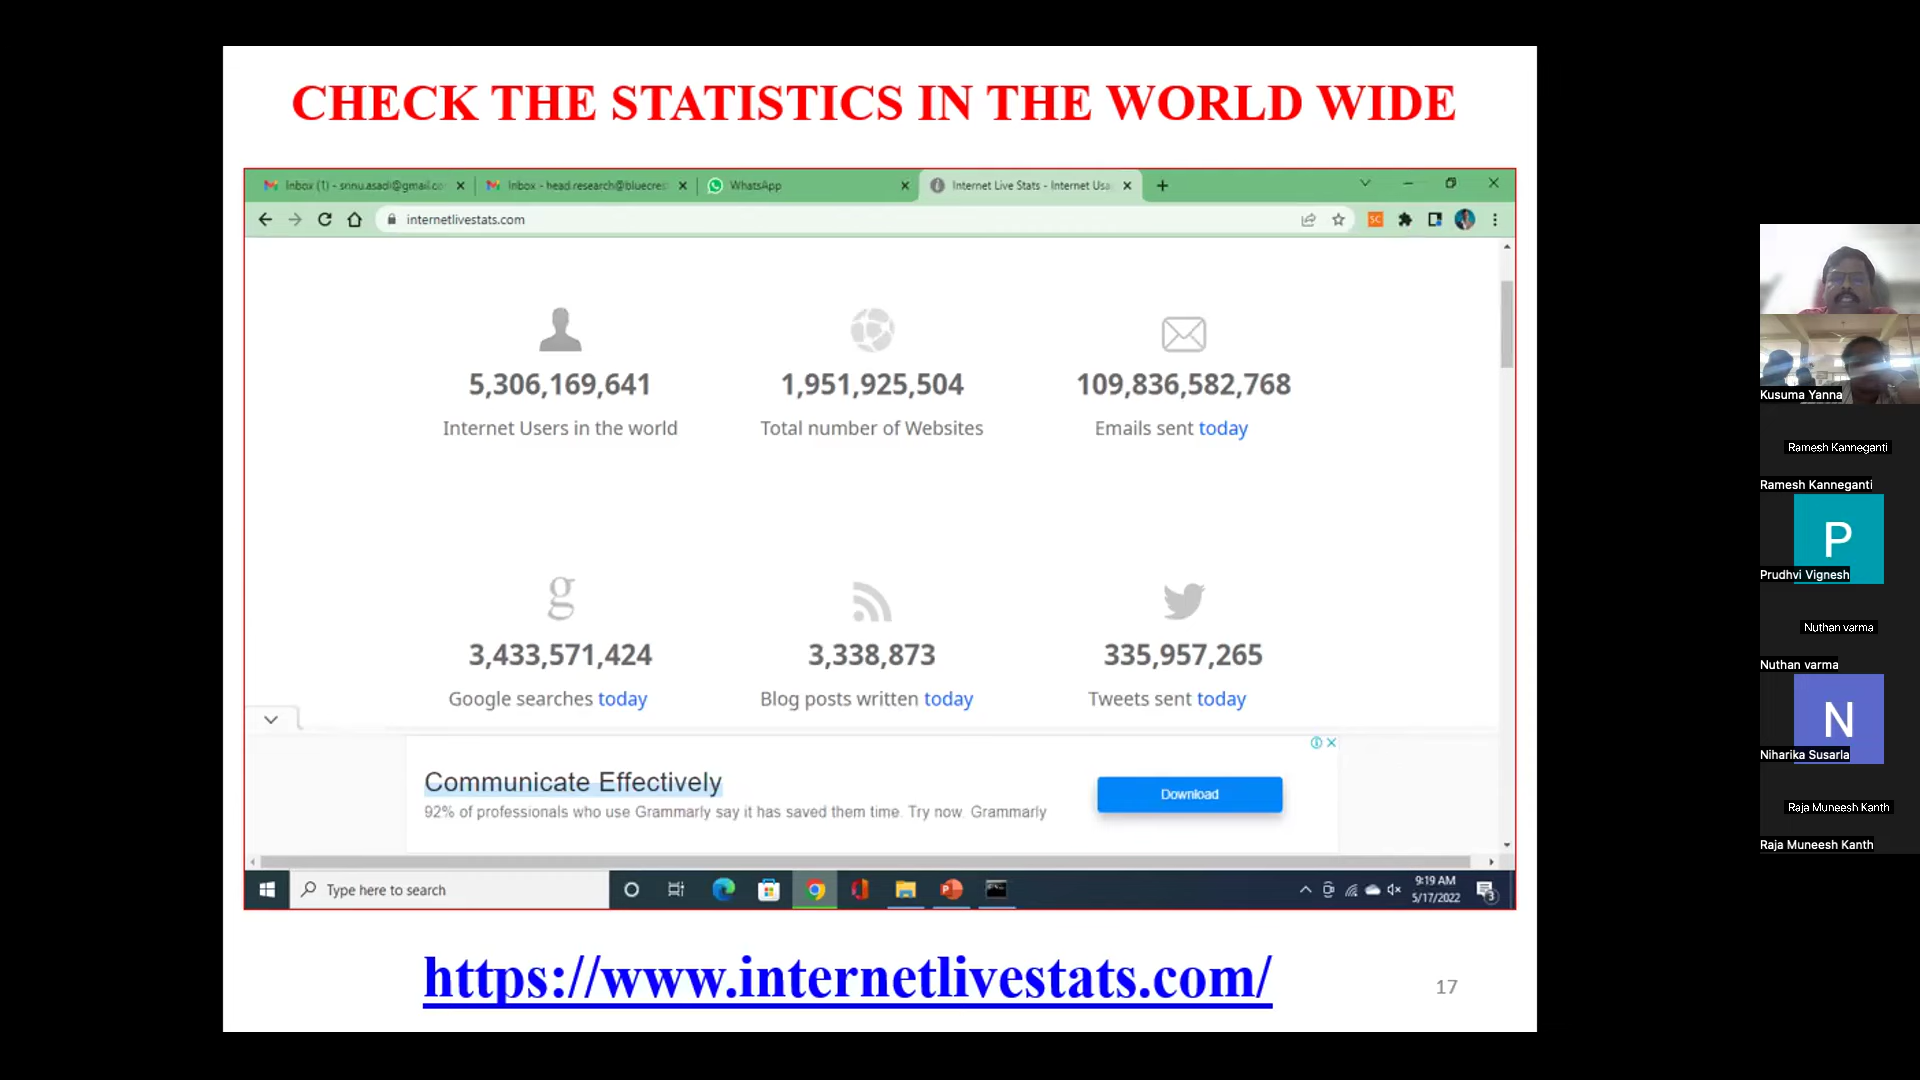 CHECK THE STATISTICS IN THE WORLD WIDE
Inbox (1) - srinu.asadi@gmail.co
Inbox - head.research@bluecres
WhatsApp
Internet Live Stats - Internet Usa
internetlivestats.com
SC
5,306,169,641
1,951,925,504
109,836,582,768
Internet Users in the world
Total number of Websites
Emails sent today
g
3,433,571,424
3,338,873
335,957,265
Google searches today
Blog posts written today
Tweets sent today
Communicate Effectively
92% of professionals who use Grammarly say it has saved them time. Try now. Grammarly
Download
Type here to search
9:19 AM
5/17/2022
3
https://www.internetlivestats.com/
17
Kusuma Yanna
Ramesh Kanneganti
Ramesh Kanneganti
P
Prudhvi Vignesh
Nuthan varma
Nuthan varma
N
Niharika Susarla
Raja Muneesh Kanth
Raja Muneesh Kanth